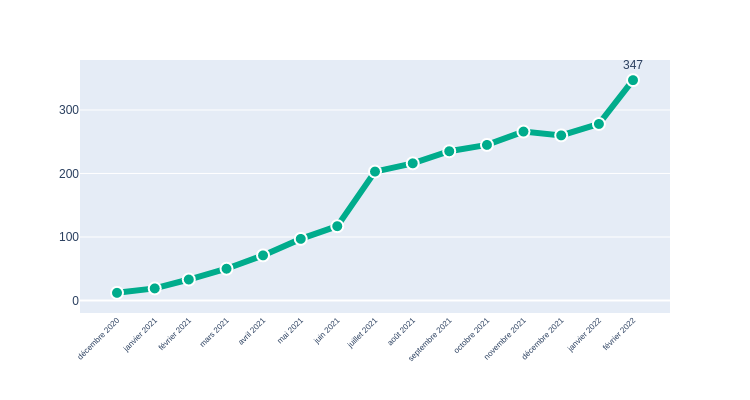 347
300
200
100
0
décembre 2020
janvier 2021
février 2021
mars 2021
avril 2021
mai 2021
juin 2021
juillet 2021
août 2021
septembre 2021
octobre 2021
novembre 2021
décembre 2021
janvier 2022
février 2022